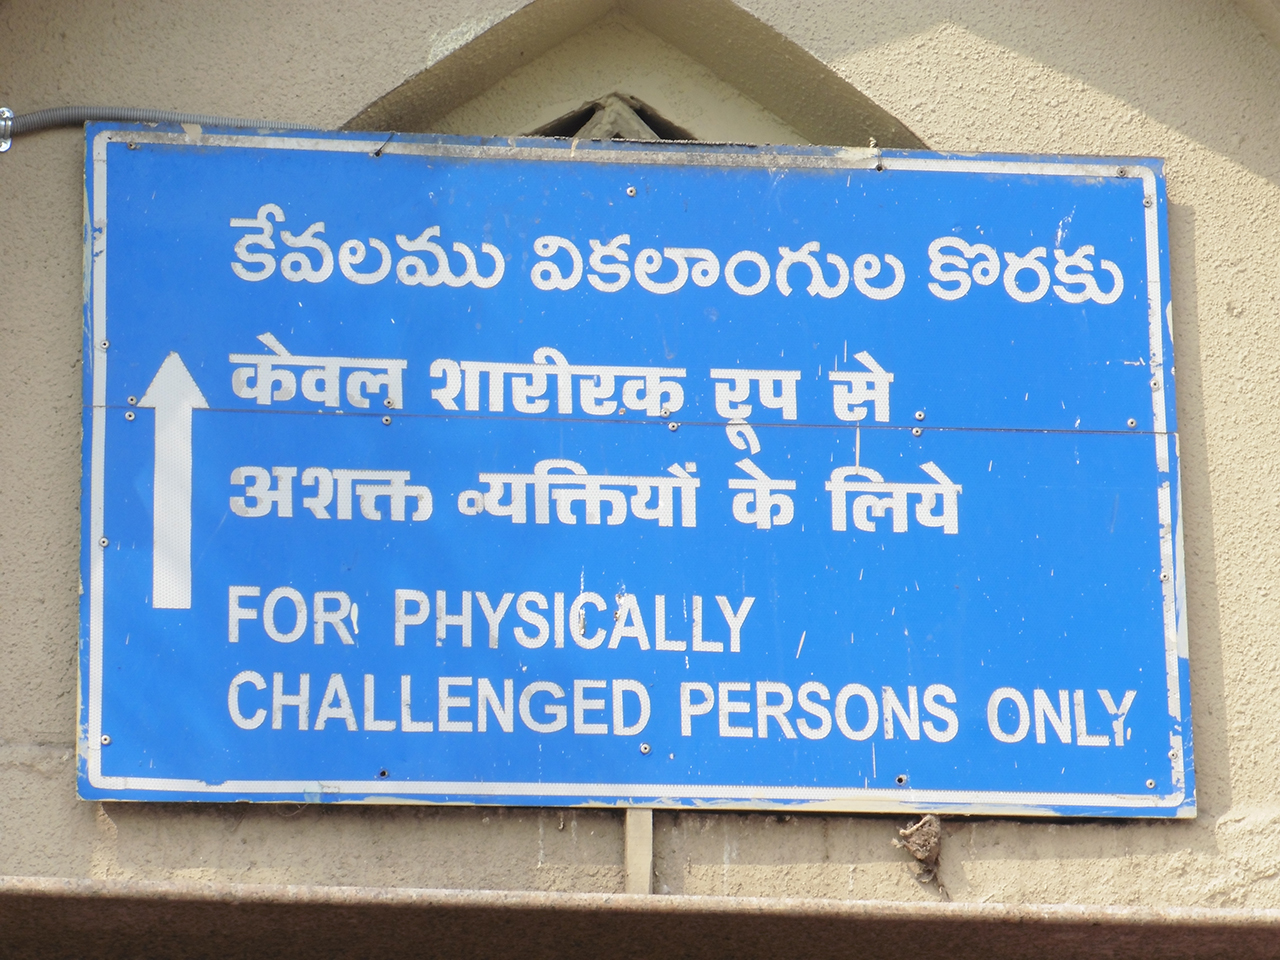 కేవలము వికలాంగుల కొరకు
केवल शारीरक रूप से
अशक्त व्यक्तियों के लिये
FOR PHYSICALLY
CHALLENGED PERSONS ONLY